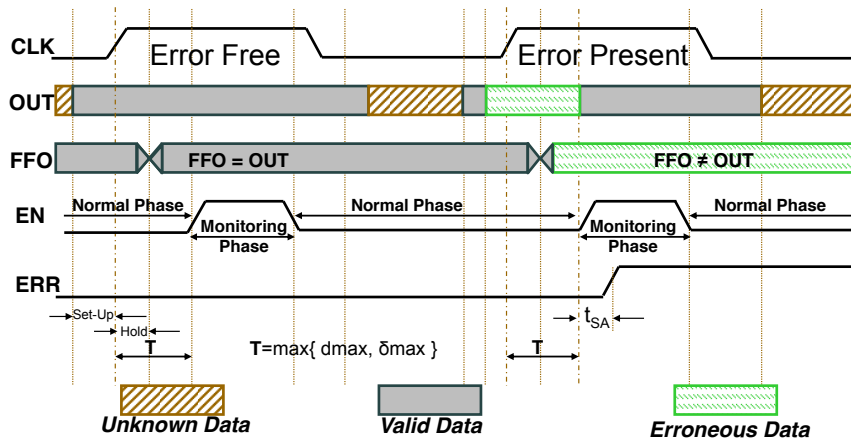 CLK
Error Free
Error Present
OUT
FFO
FFO = OUT
FFO ≠ OUT
EN
Normal Phase
Normal Phase
Normal Phase
Monitoring
Phase
Monitoring
Phase
ERR
Set-Up
Hold
tSA
T
T=max{ dmax, δmax }
T
Unknown Data
Valid Data
Erroneous Data